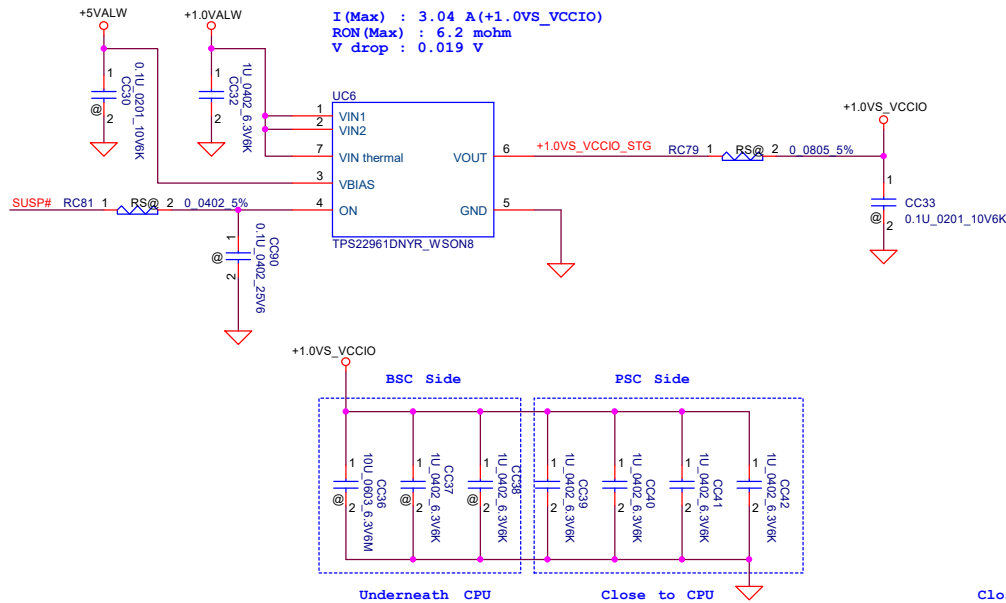 +5VALW
+1.0VALW
I(Max) : 3.04 A(+1.0VS_VCCIO)
RON(Max) : 6.2 mohm
V drop : 0.019 V
1
CC30
0.1U_0201_10V6K
@
2
1
CC32
1U_0402_6.3V6K
2
UC6
1 VIN1
2 VIN2
7 VIN thermal
3 VBIAS
4 ON
VOUT 6
GND 5
TPS22961DNYR_WSON8
+1.0VS_VCCIO_STG RC79 1 RS@ 2 0_0805_5%
+1.0VS_VCCIO
1
CC33
@
2 0.1U_0201_10V6K
SUSP# RC81 1 RS@ 2 0_0402_5%
1
CC90
0.1U_0402_25V6
@
2
+1.0VS_VCCIO
BSC Side PSC Side
1
CC36
10U_0603_6.3V6M
@ 2
1
CC37
1U_0402_6.3V6K
@ 2
1
CC38
1U_0402_6.3V6K
@ 2
1
CC39
1U_0402_6.3V6K
2
1
CC40
1U_0402_6.3V6K
2
1
CC41
1U_0402_6.3V6K
2
1
CC42
1U_0402_6.3V6K
2
Underneath CPU Close to CPU Clo